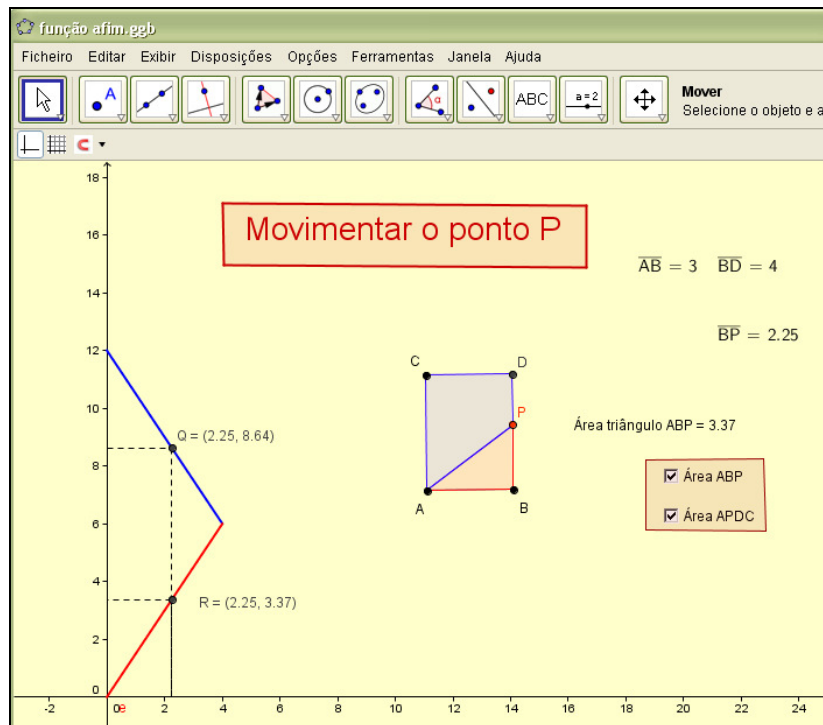 função afim.ggb
Ficheiro Editar Exibir Disposições Opções Ferramentas Janela Ajuda
A α ABC a = 2 Mover
Selecione o objeto e a
18
Movimentar o ponto P
16
AB = 3 BD = 4
14
BP = 2.25
12
C D
10
P
Área triângulo ABP = 3.37
Q = (2.25, 8.64)
8
Área ABP
A B
Área APDC
6
4
R = (2.25, 3.37)
2
0
-2 0 2 4 6 8 10 12 14 16 18 20 22 24